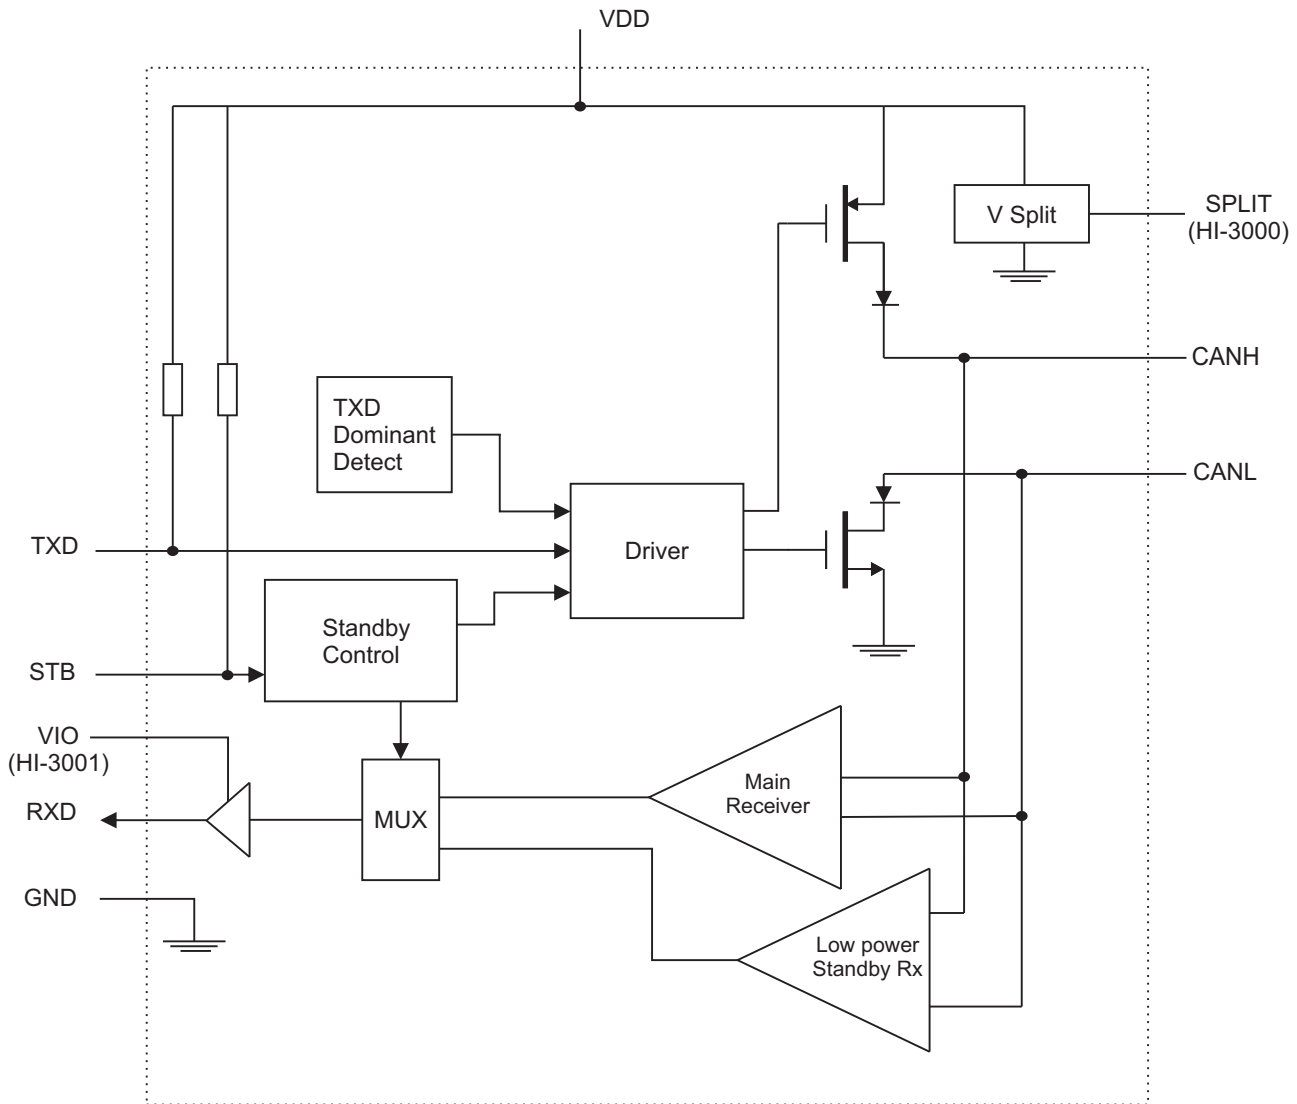 VDD
V Split
SPLIT
(HI-3000)
CANH
TXD
Dominant
Detect
CANL
TXD
Driver
Standby
Control
STB
VIO
(HI-3001)
RXD
MUX
Main
Receiver
GND
Low power
Standby Rx